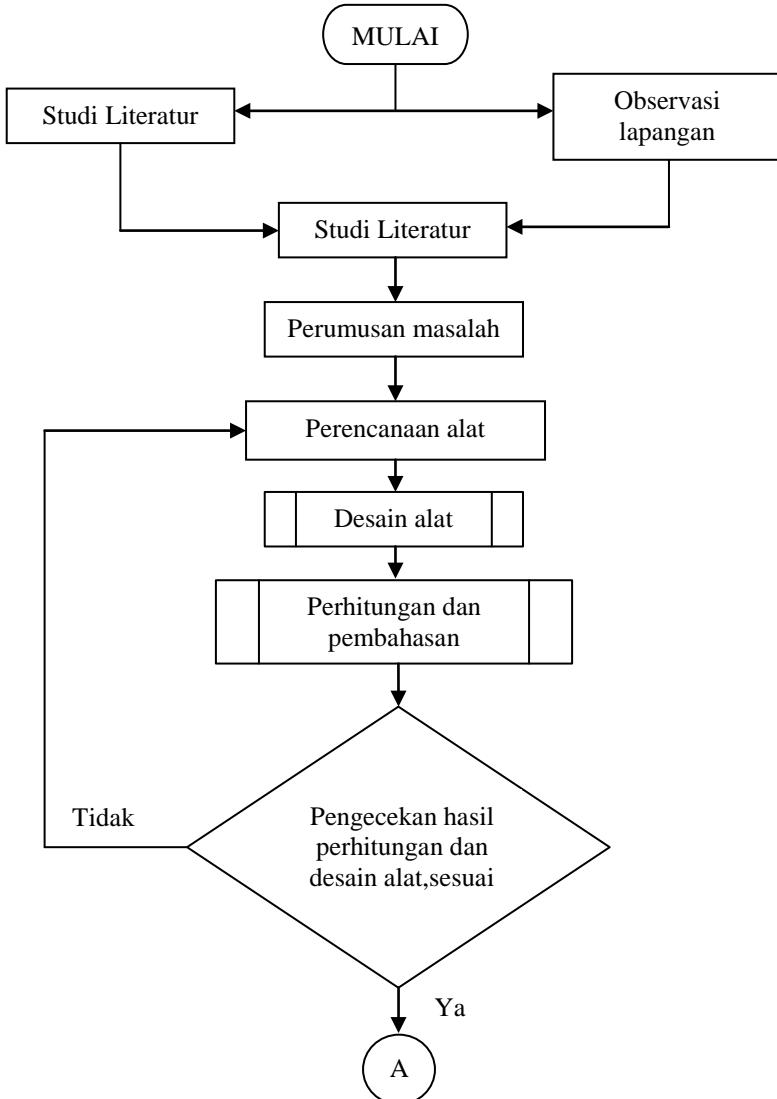 MULAI
Studi Literatur
Observasi
lapangan
Studi Literatur
Perumusan masalah
Perencanaan alat
Desain alat
Perhitungan dan
pembahasan
Tidak
Pengecekan hasil
perhitungan dan
desain alat,sesuai
Ya
A